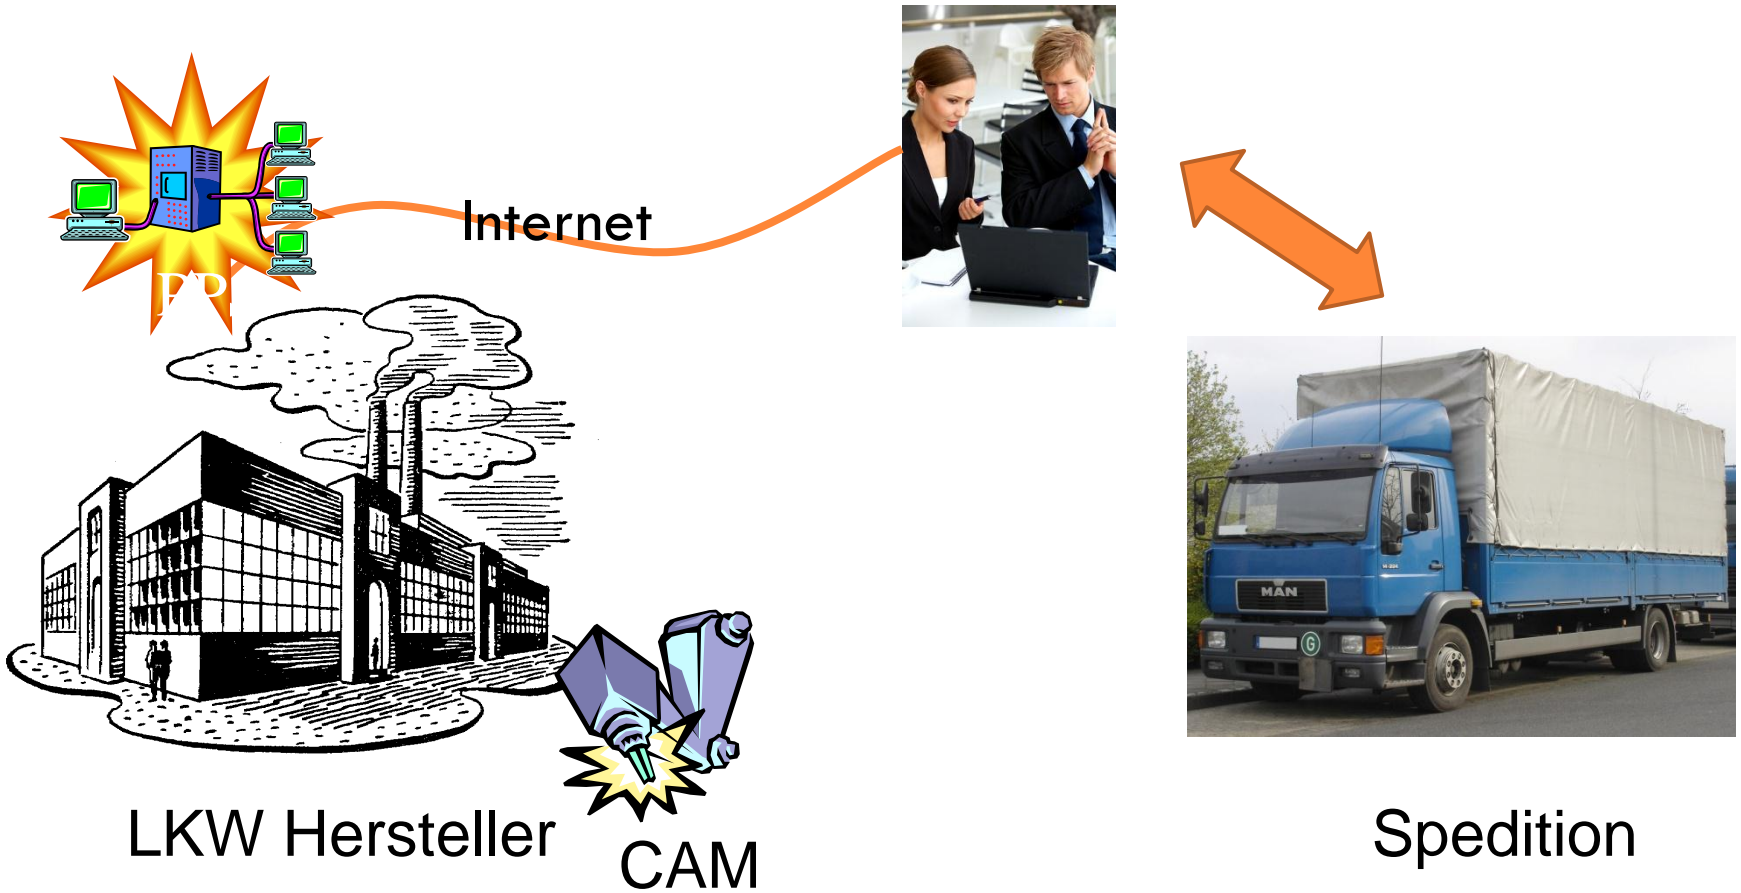 Internet
MAN
G
LKW Hersteller
CAM
Spedition